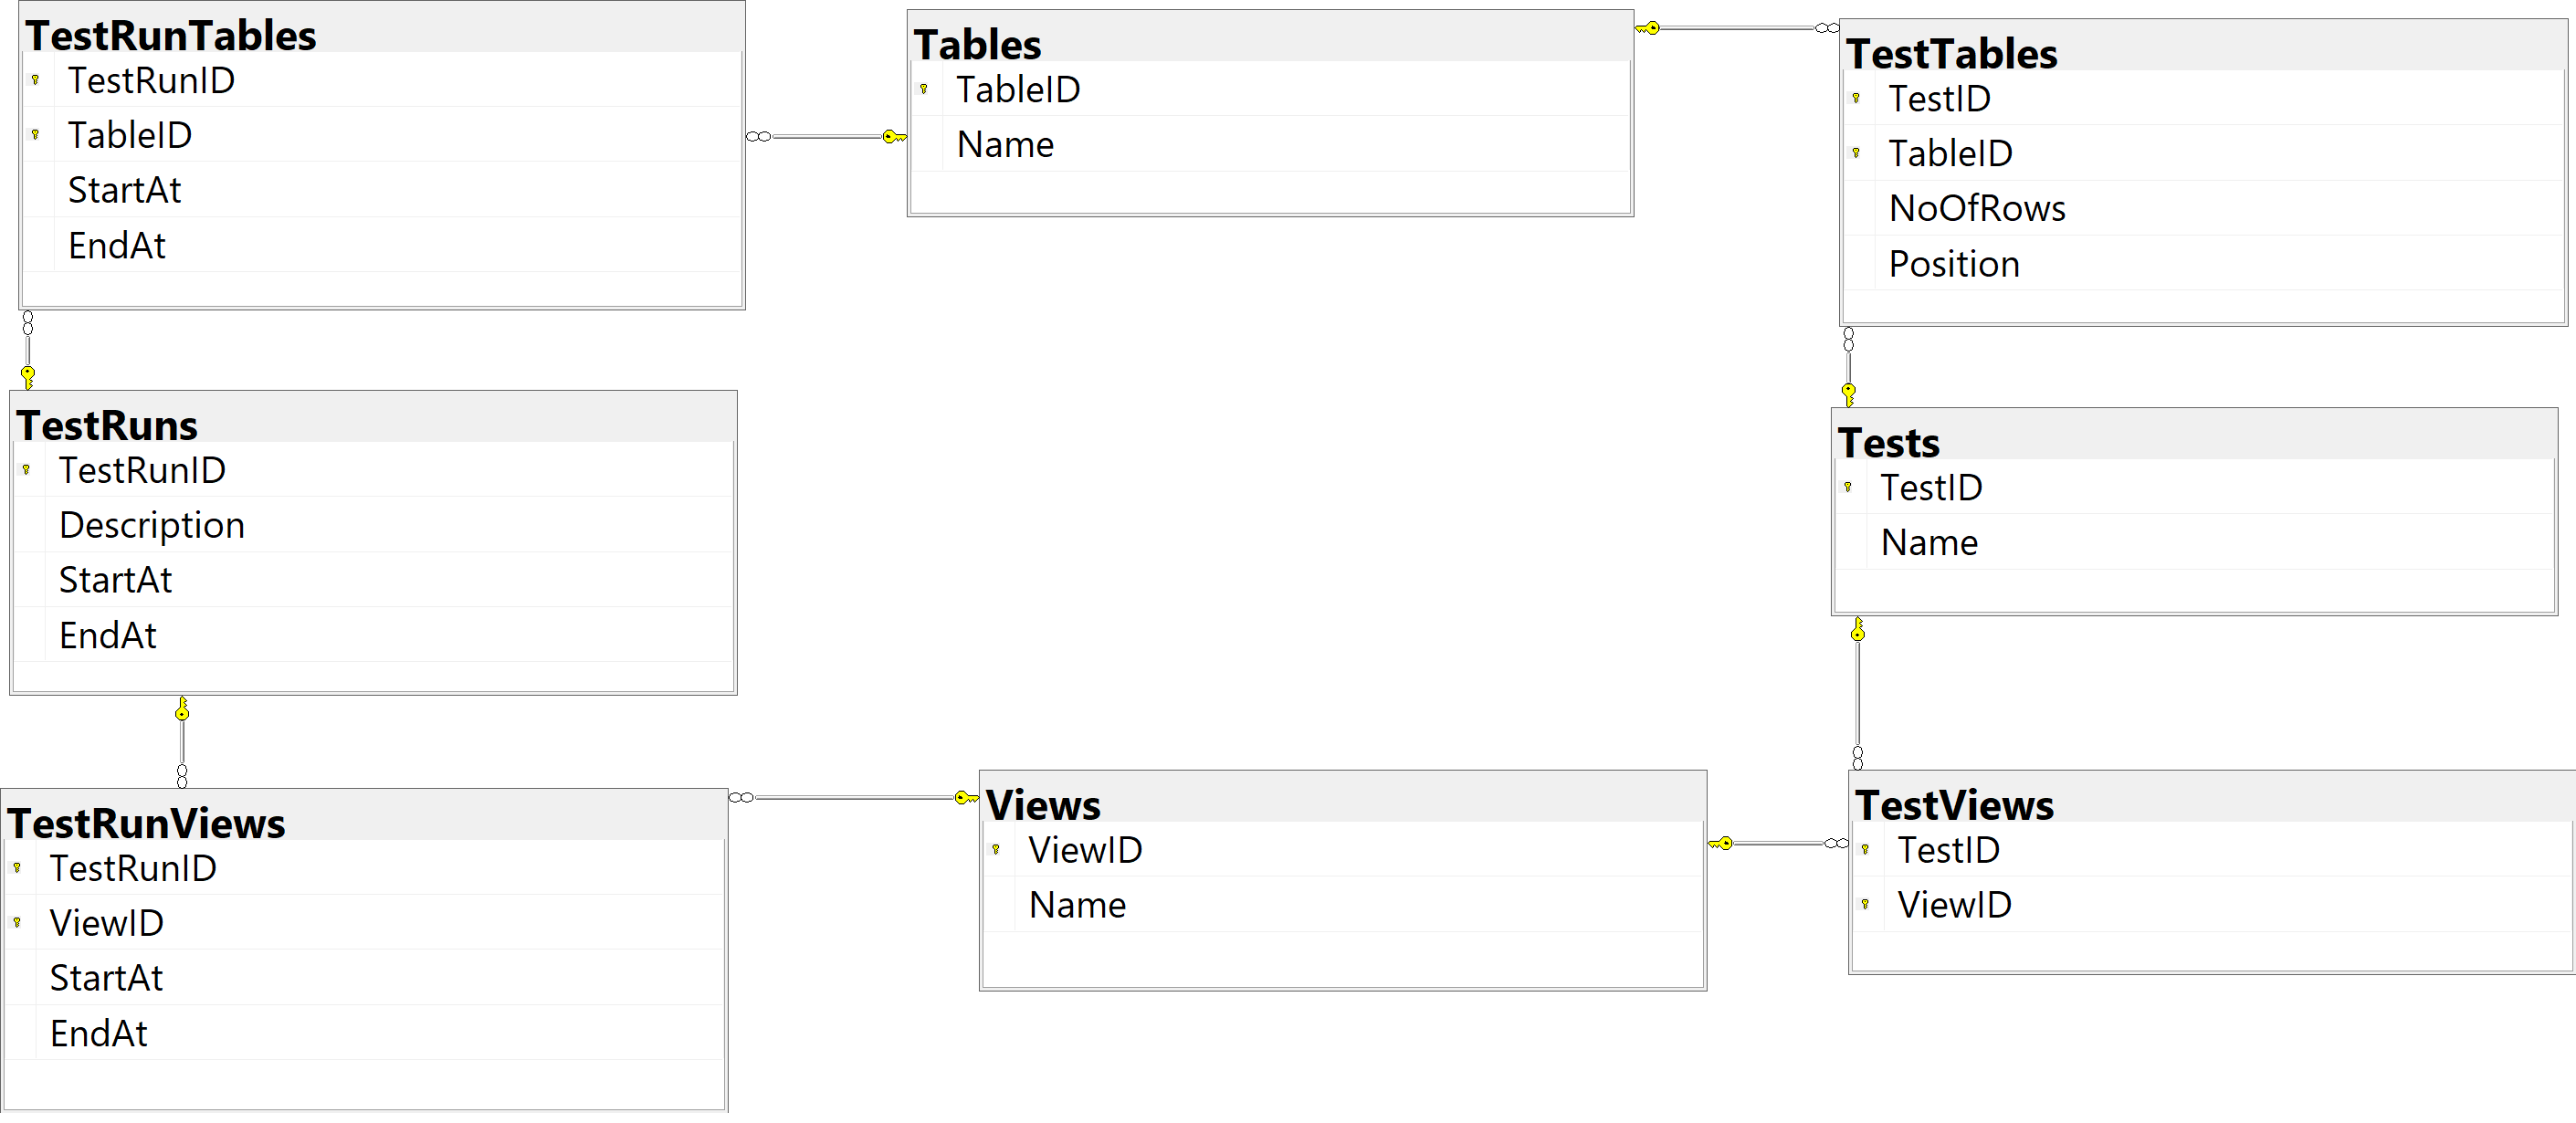 TestRunTables
TestRunID
TableID
StartAt
EndAt
Tables
TableID
Name
TestTables
TestID
TableID
NoOfRows
Position
TestRuns
TestRunID
Description
StartAt
EndAt
Tests
TestID
Name
TestRunViews
TestRunID
ViewID
StartAt
EndAt
Views
ViewID
Name
TestViews
TestID
ViewID